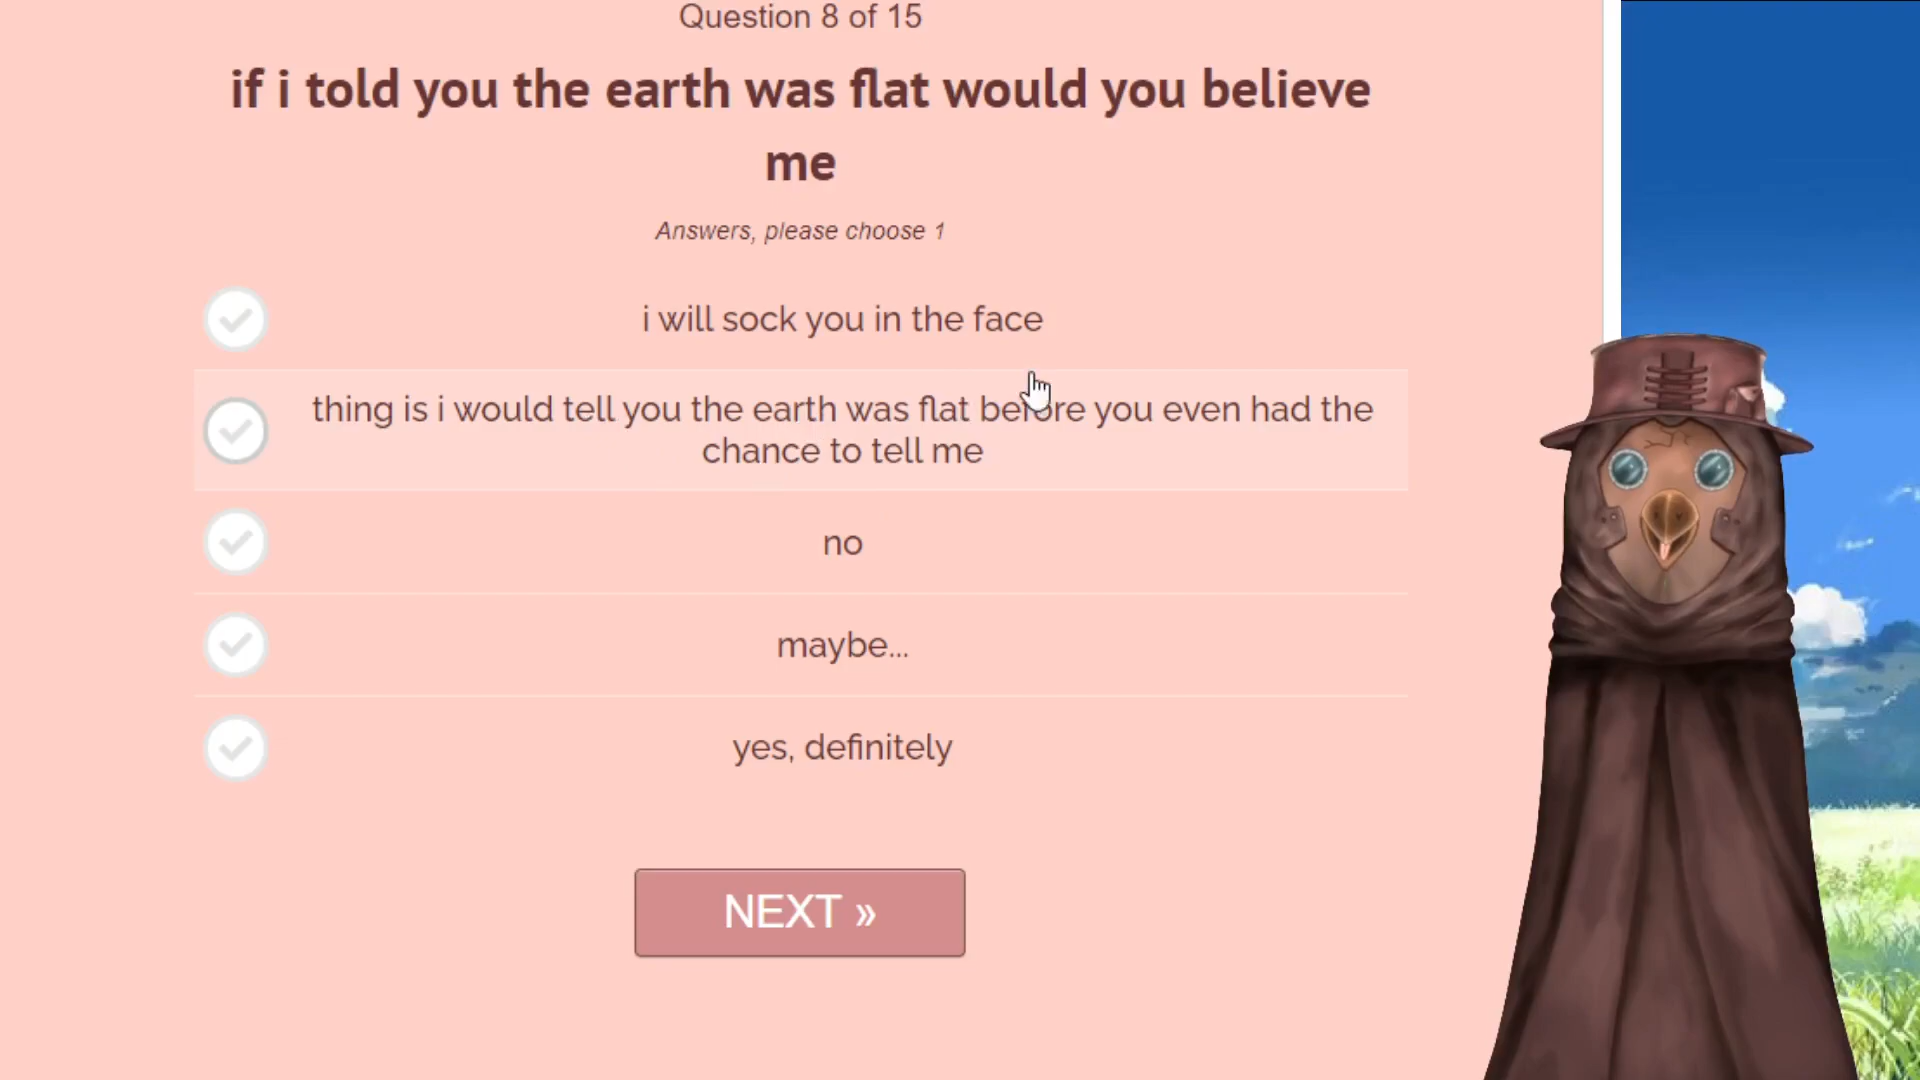 Question 8 of 15
if i told you the earth was flat would you believe
me
Answers, please choose 1
i will sock you in the face
thing is i would tell you the earth was flat before you even had the
chance to tell me
no
maybe...
yes, definitely
NEXT »